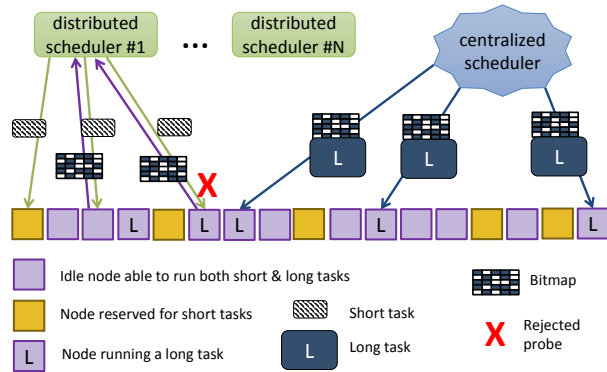 distributed
scheduler #1
...
distributed
scheduler #N
centralized
scheduler
L
L
L
X
L
L
L
L
L
Idle node able to run both short & long tasks
Bitmap
Node reserved for short tasks
Short task
X
Rejected
probe
L
Node running a long task
L
Long task